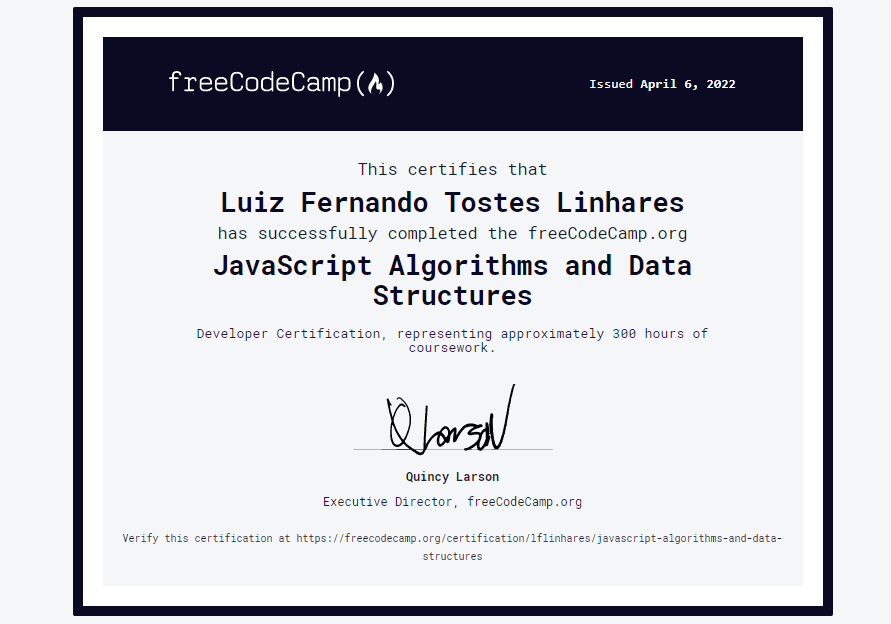 freeCodeCamp(🔥)
Issued April 6, 2022
This certifies that
Luiz Fernando Tostes Linhares
has successfully completed the freeCodeCamp.org
JavaScript Algorithms and Data
Structures
Developer Certification, representing approximately 300 hours of
coursework.
QLarson
Quincy Larson
Executive Director, freeCodeCamp.org
Verify this certification at https://freecodecamp.org/certification/lflinhares/javascript-algorithms-and-data-
structures